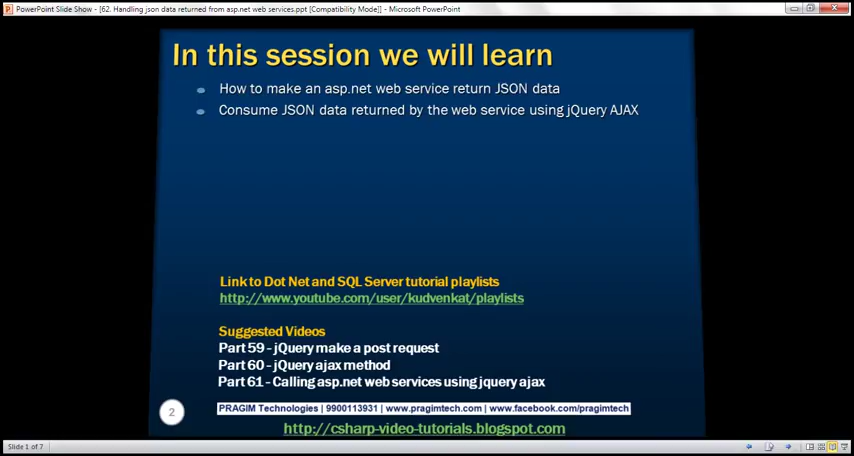 PowerPoint Slide Show - [62. Handling json data returned from asp.net web services.ppt [Compatibility Mode]] - Microsoft PowerPoint
In this session we will learn
How to make an asp.net web service return JSON data
Consume JSON data returned by the web service using jQuery AJAX
Link to Dot Net and SQL Server tutorial playlists
http://www.youtube.com/user/kudvenkat/playlists
Suggested Videos
Part 59 - jQuery make a post request
Part 60 - jQuery ajax method
Part 61 - Calling asp.net web services using jquery ajax
2
PRAGIM Technologies | 9900113931 | www.pragimtech.com | www.facebook.com/pragimtech
http://csharp-video-tutorials.blogspot.com
Slide 1 of 7